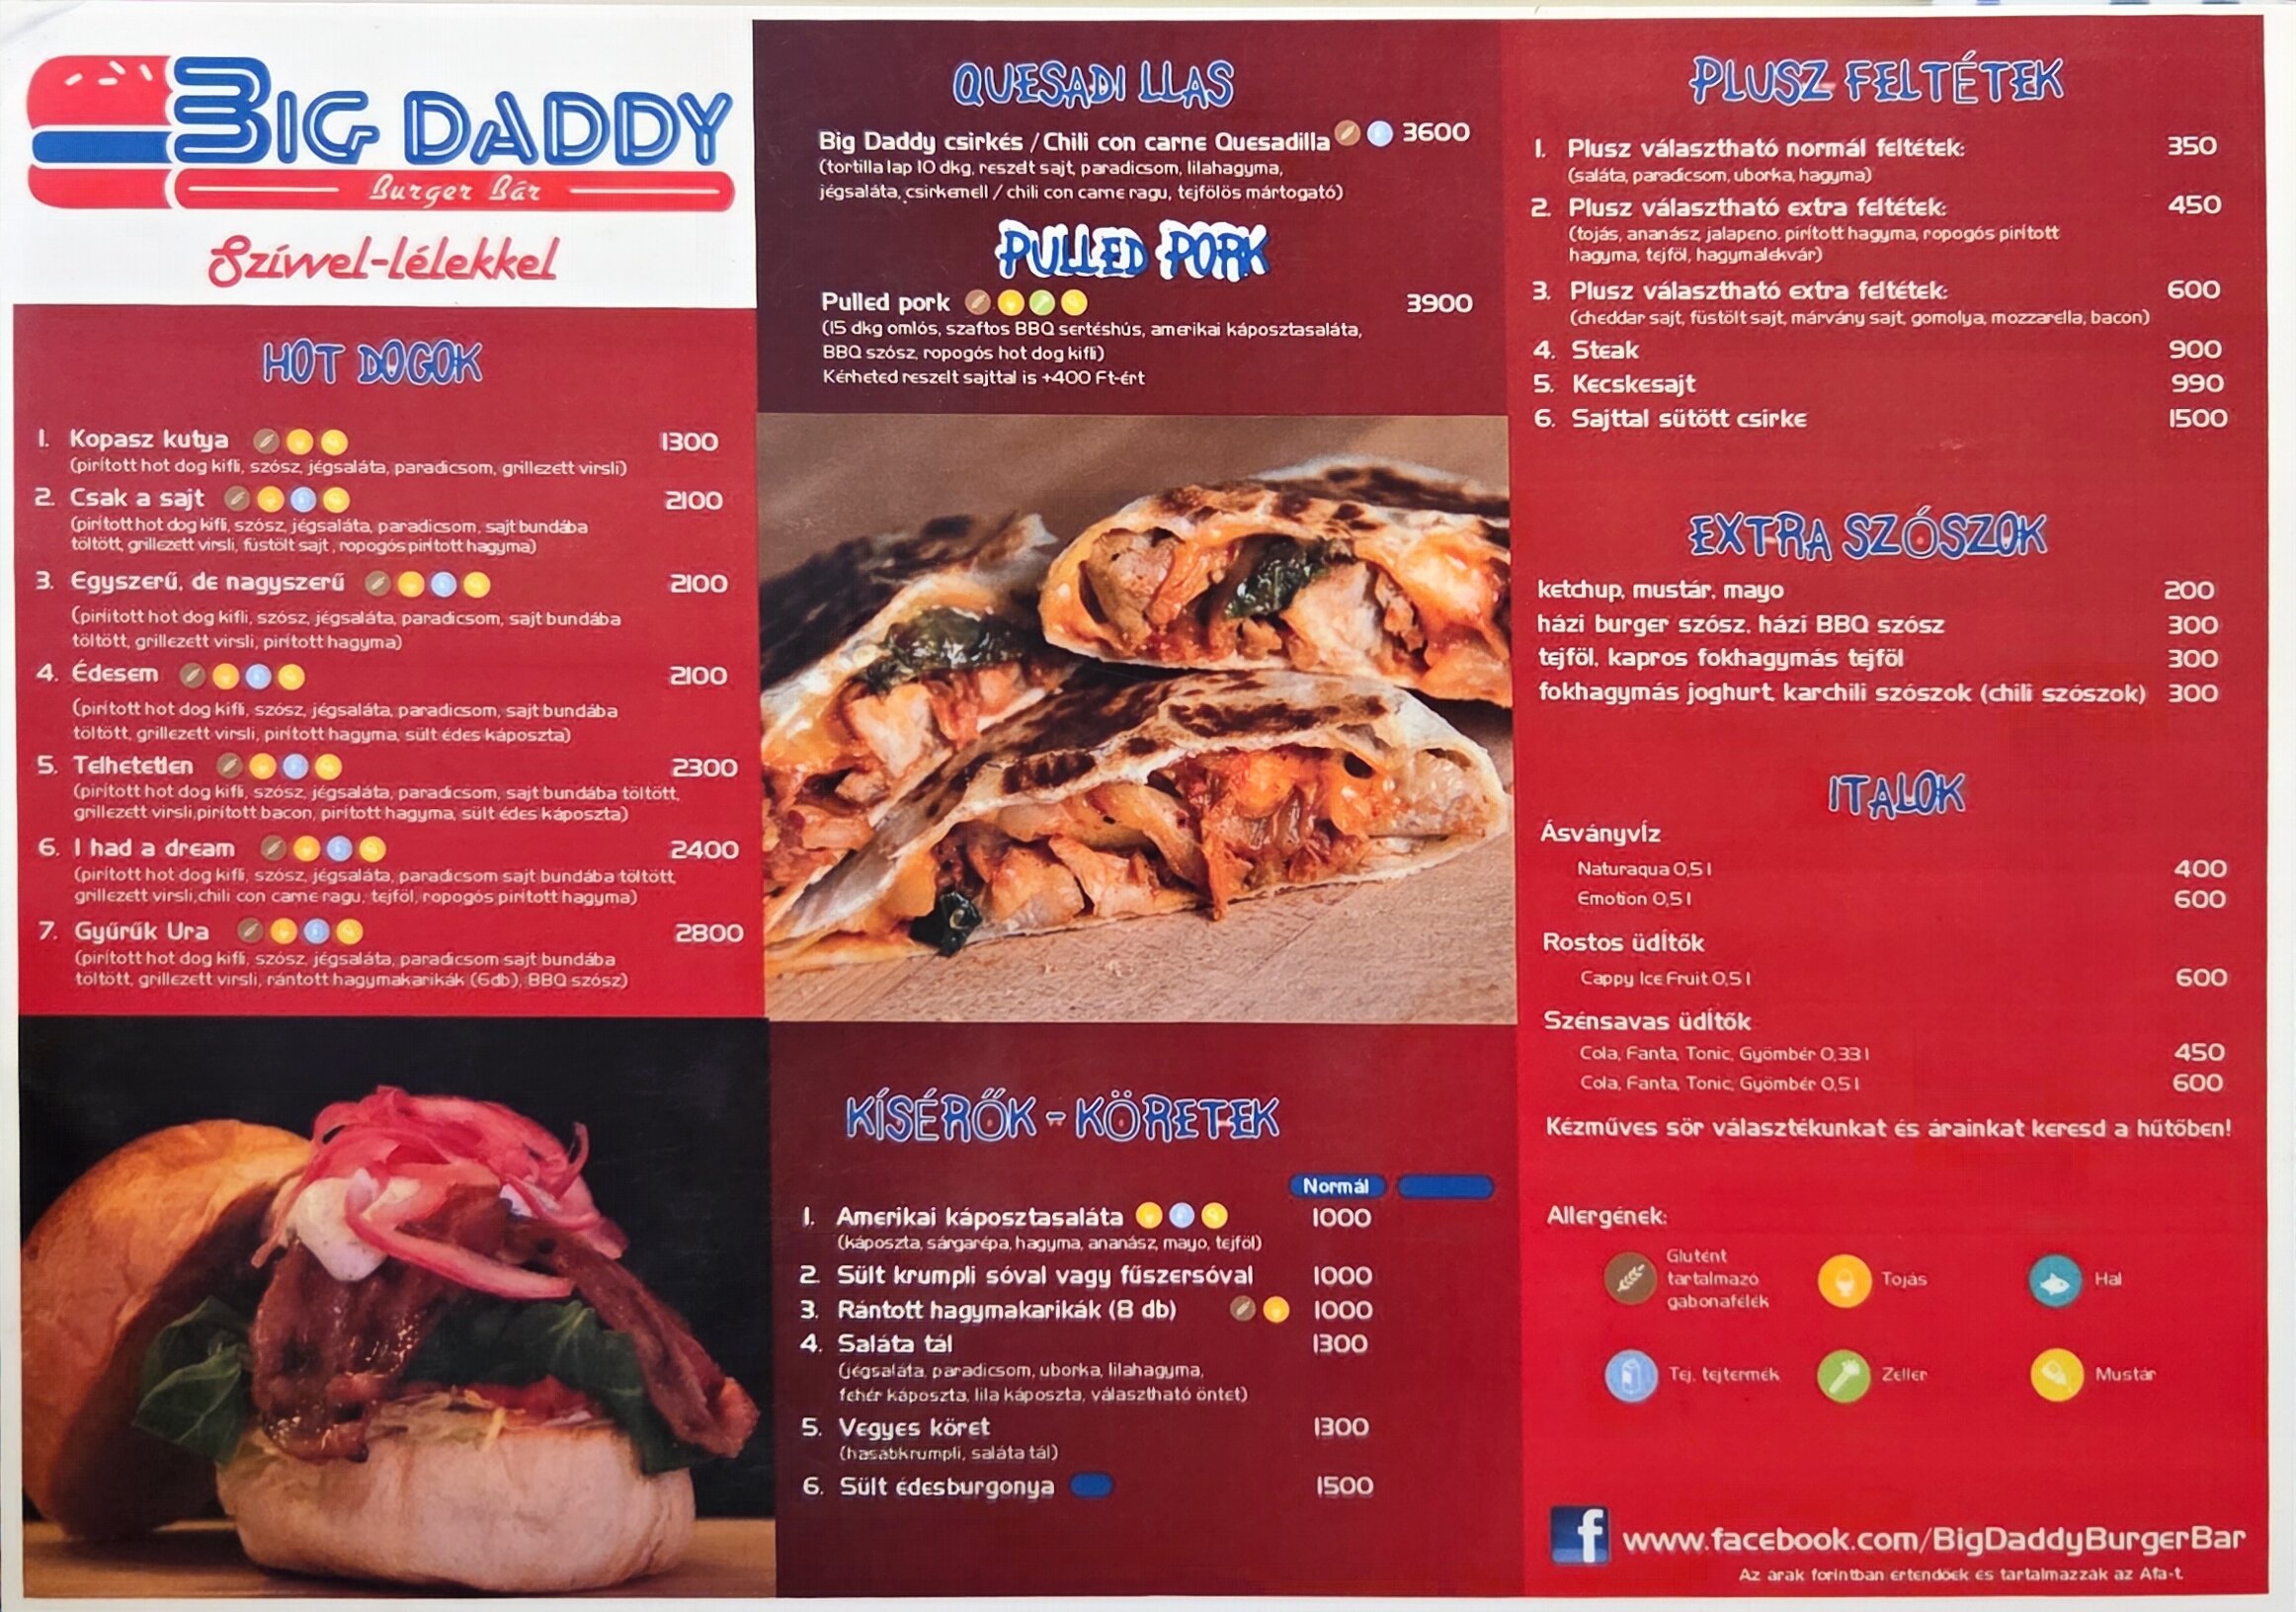 BIG DADDY
Burger Bár
Szívvel-lélekkel
HOT DOGOK
1. Kopasz kutya 1300
(pirított hot dog kifli, szósz, jégsaláta, paradicsom, grillezett virsli)
2. Csak a sajt 2100
(pirított hot dog kifli, szósz, jégsaláta, paradicsom, sajt bundába
töltött, grillezett virsli, füstölt sajt , ropogós pirított hagyma)
3. Egyszerű, de nagyszerű 2100
(piriított hot dog kifli, szósz, jégsaláta, paradicsom, sajt bundába
töltött, grillezett virsli, pirított hagyma)
4. Édesem 2100
(pirított hot dog kifli, szósz, jégsaláta, paradicsom, sajt bundába
töltött, grillezett virsli, pirított hagyma, sült édes káposzta)
5. Telhetetlen 2300
(pirított hot dog kifli, szósz, jégsaláta, paradicsom, sajt bundába töltött,
grillezett virsli,pirított bacon, pirított hagyma, sült édes káposzta)
6. I had a dream 2400
(pirított hot dog kifli, szósz, jégsaláta, paradicsom sajt bundába töltött,
grillezett virsli,chili con carne ragu, tejföl, ropogós pirított hagyma)
7. Gyűrűk Ura 2800
(pirított hot dog kifli, szósz, jégsaláta, paradicsom sajt bundába
töltött, grillezett virsli, rántott hagymakarikák (6db), BBQ szósz)
QUESADILLAS
Big Daddy csirkés / Chili con carne Quesadilla 3600
(tortilla lap 10 dkg, reszelt sajt, paradicsom, lilahagyma,
jégsaláta, csirkemell / chili con carne ragu, tejfölös mártogató)
PULLED PORK
Pulled pork 3900
(15 dkg omlós, szaftos BBQ sertéshús, amerikai káposztasaláta,
BBQ szósz, ropogós hot dog kifli)
Kérheted reszelt sajttal is +400 Ft-ért
KÍSÉRŐK - KÖRETEK
Normál
1. Amerikai káposztasaláta 1000
(káposzta, sárgarépa, hagyma, ananász, mayo, tejföl)
2. Sült krumpli sóval vagy fűszersóval 1000
3. Rántott hagymakarikák (8 db) 1000
4. Saláta tál 1300
(jégsaláta, paradicsom, uborka, lilahagyma,
fehér káposzta, lila káposzta, választható öntet)
5. Vegyes köret 1300
(hasábkrumpli, saláta tál)
6. Sült édesburgonya 1500
PLUSZ FELTÉTEK
1. Plusz választható normál feltétek: 350
(saláta, paradicsom, uborka, hagyma)
2. Plusz választható extra feltétek: 450
(tojás, ananász, jalapeno, pirított hagyma, ropogós pirított
hagyma, tejföl, hagymalekvár)
3. Plusz választható extra feltétek: 600
(cheddar sajt, füstölt sajt, márvány sajt, gomolya, mozzarella, bacon)
4. Steak 900
5. Kecskesajt 990
6. Sajttal sütött csirke 1500
EXTRA SZÓSZOK
ketchup, mustár, mayo 200
házi burger szósz, házi BBQ szósz 300
tejföl, kapros fokhagymás tejföl 300
fokhagymás joghurt, karchili szószok (chili szószok) 300
ITALOK
Ásványvíz
Naturaqua 0,5 l 400
Emotion 0,5 l 600
Rostos üdítők
Cappy Ice Fruit 0,5 l 600
Szénsavas üdítők
Cola, Fanta, Tonic, Gyömbér 0,33 l 450
Cola, Fanta, Tonic, Gyömbér 0,5 l 600
Kézműves sör választékunkat és árainkat keresd a hűtőben!
Allergének:
Glutént
tartalmazó
gabonafélék
Tojás
Hal
Tej, tejtermék
Zeller
Mustár
f www.facebook.com/BigDaddyBurgerBar
Az árak forintban értendőek és tartalmazzák az Áfa-t.